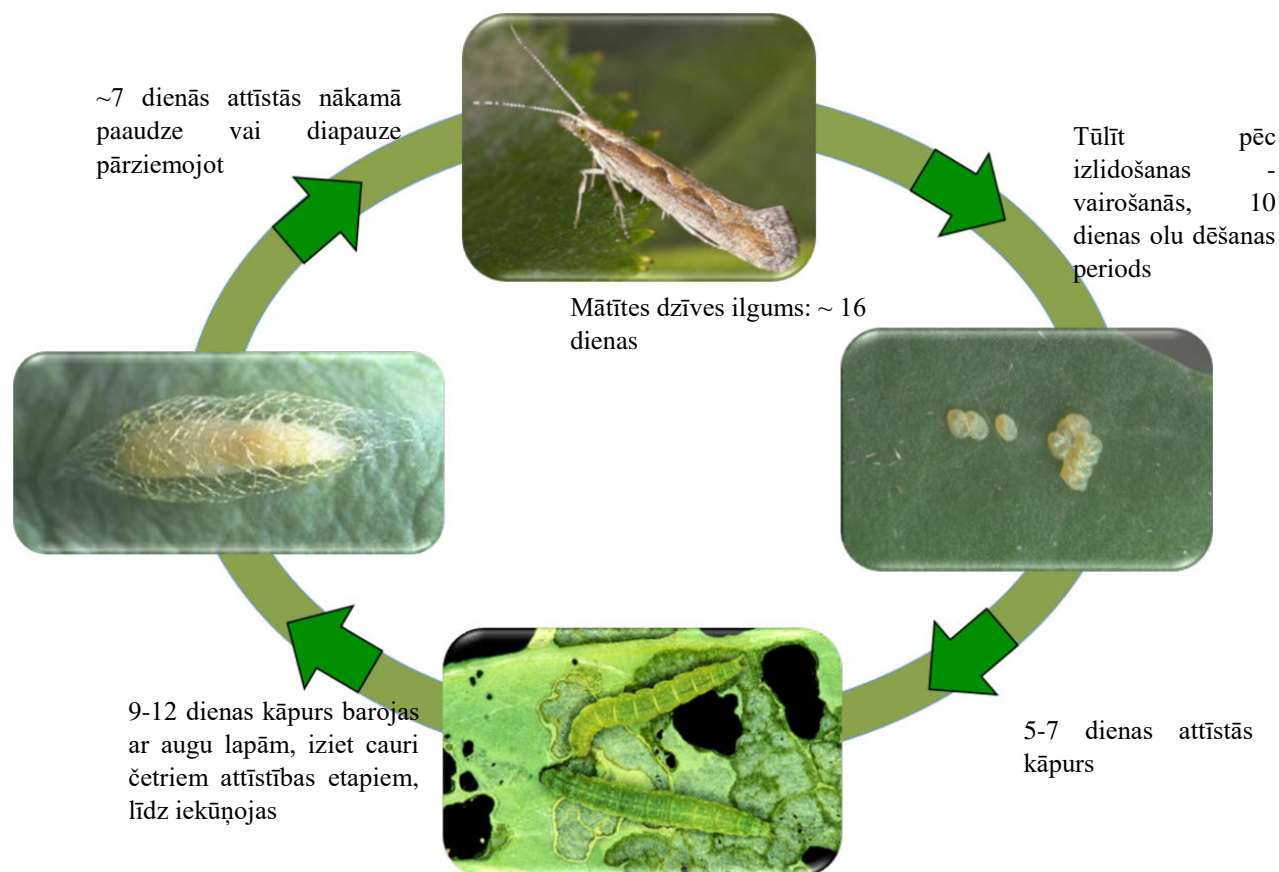 ~7 dienās attīstās nākamā
paaudze vai diapauze
pārziemojot
Tūlīt pēc
izlidošanas -
vairošanās, 10
dienas olu dēšanas
periods
Mātītes dzīves ilgums: ~ 16
dienas
9-12 dienas kāpurs barojas
ar augu lapām, iziet cauri
četriem attīstības etapiem,
līdz iekūņojas
5-7 dienas attīstās
kāpurs